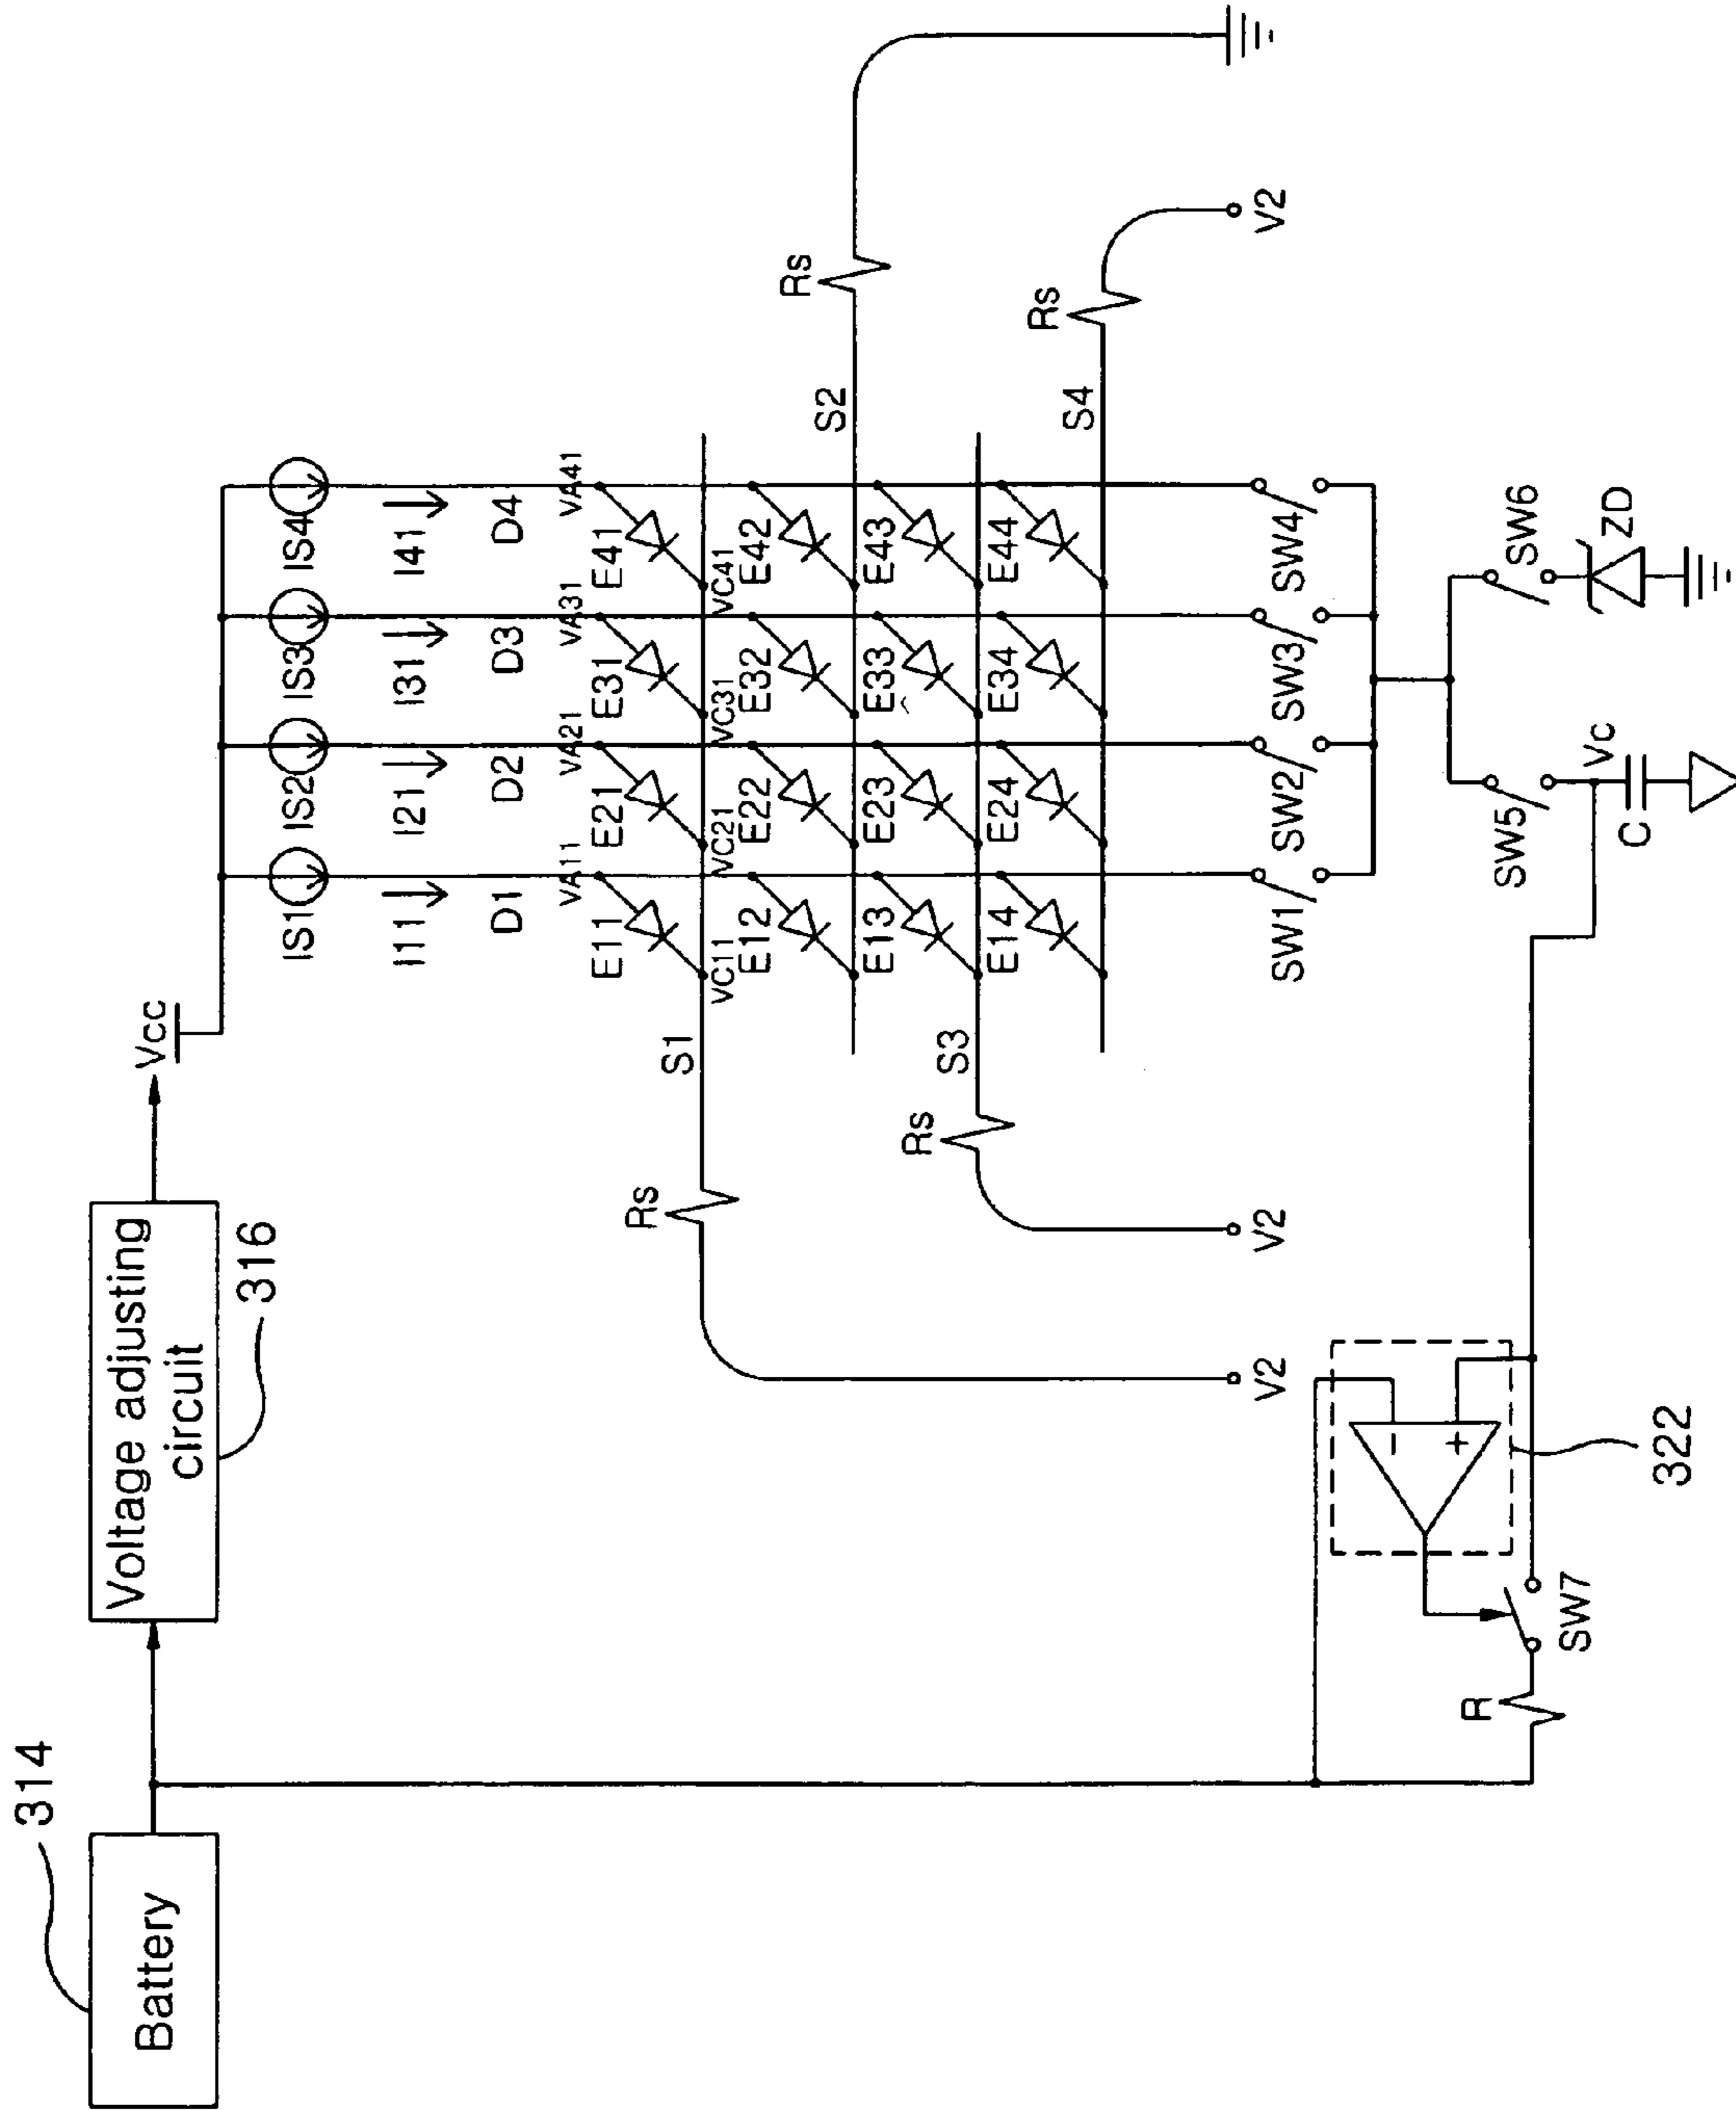 314
Battery
Voltage adjusting
circuit
316
Vcc
IS1
IS2
IS3
IS4
I11
I21
I31
I41
D1
D2
D3
D4
VA11
VA21
VA31
VA41
E11
E21
E31
E41
Rs
S1
VC11
VC21
VC31
VC41
E12
E22
E32
E42
S2
Rs
E13
E23
E33
E43
Rs
S3
E14
E24
E34
E44
S4
Rs
V2
V2
V2
SW1
SW2
SW3
SW4
SW5
SW6
Vc
C
ZD
-
+
322
R
SW7